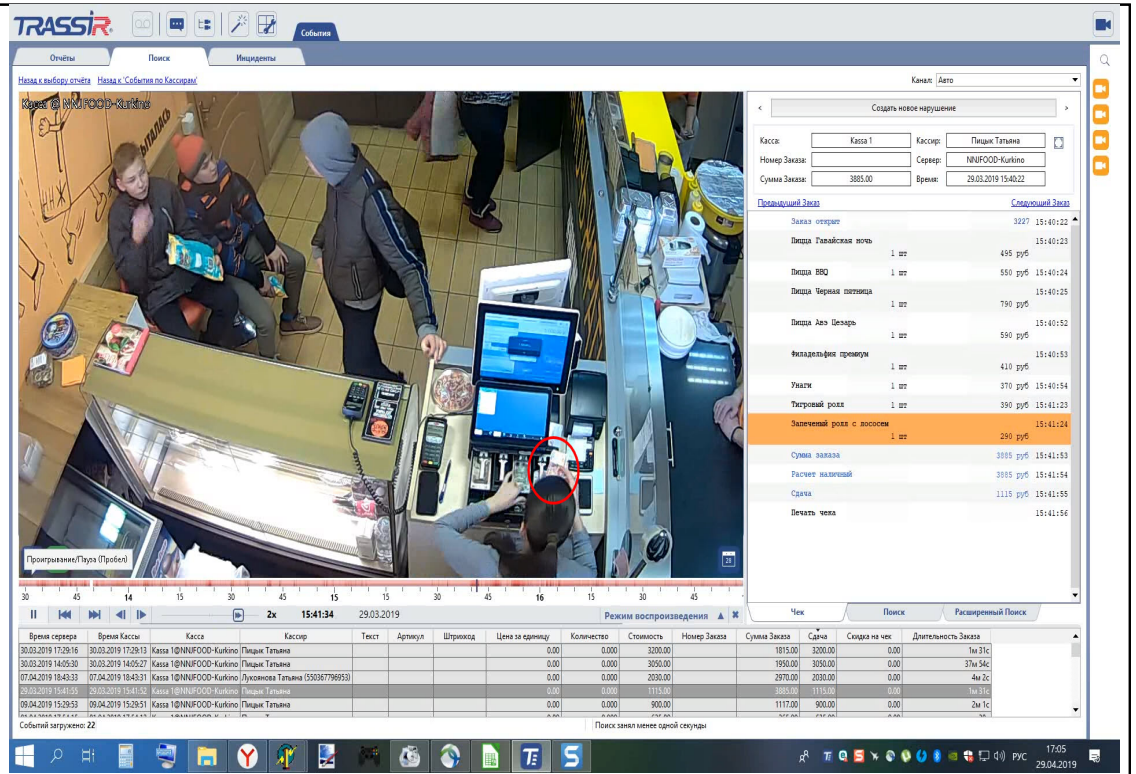 TRASSIR
События
Отчёты Поиск Инциденты
Назад к выбору отчёта Назад к 'События по Кассирам'
Канал: Авто
Касса @ NNJFOOD-Kurkino
Создать новое нарушение
Касса: Kassa 1 Кассир: Пицык Татьяна
Номер Заказа: Сервер: NNJFOOD-Kurkino
Сумма Заказа: 3885.00 Время: 29.03.2019 15:40:22
Предыдущий Заказ Следующий Заказ
Заказ открыт 3227 15:40:22
Пицца Гавайская ночь 15:40:23
1 шт 495 руб
Пицца BBQ 1 шт 550 руб 15:40:24
Пицца Черная пятница 15:40:25
1 шт 790 руб
Пицца Авэ Цезарь 15:40:52
1 шт 590 руб
Филадельфия премиум 15:40:53
1 шт 410 руб
Унаги 1 шт 370 руб 15:40:54
Тигровый ролл 1 шт 390 руб 15:41:23
Запеченый ролл с лососем 15:41:24
1 шт 290 руб
Сумма заказа 3885 руб 15:41:53
Расчет наличный 3885 руб 15:41:54
Сдача 1115 руб 15:41:55
Печать чека 15:41:56
Проигрывание/Пауза (Пробел)
28
30 45 14 15 30 45 15 15 30 45 16 15 30 45
2x 15:41:34 29.03.2019 Режим воспроизведения
Чек Поиск Расширенный Поиск
Время сервера Время Кассы Касса Кассир Текст Артикул Штрихкод Цена за единицу Количество Стоимость Номер Заказа Сумма Заказа Сдача Скидка на чек Длительность Заказа
30.03.2019 17:29:16 30.03.2019 17:29:13 Kassa 1@NNJFOOD-Kurkino Пицык Татьяна 0.00 0.000 3200.00 1815.00 3200.00 0.00 1м 31с
30.03.2019 14:05:30 30.03.2019 14:05:27 Kassa 1@NNJFOOD-Kurkino Пицык Татьяна 0.00 0.000 3050.00 1950.00 3050.00 0.00 37м 54с
07.04.2019 18:43:33 07.04.2019 18:43:31 Kassa 1@NNJFOOD-Kurkino Лукоянова Татьяна (550367796953) 0.00 0.000 2030.00 2970.00 2030.00 0.00 4м 2с
29.03.2019 15:41:55 29.03.2019 15:41:52 Kassa 1@NNJFOOD-Kurkino Пицык Татьяна 0.00 0.000 1115.00 3885.00 1115.00 0.00 1м 31с
09.04.2019 15:29:53 09.04.2019 15:29:51 Kassa 1@NNJFOOD-Kurkino Пицык Татьяна 0.00 0.000 900.00 1117.00 900.00 0.00 2м 1с
Событий загружено: 22 Поиск занял менее одной секунды
РУС 17:05
29.04.2019